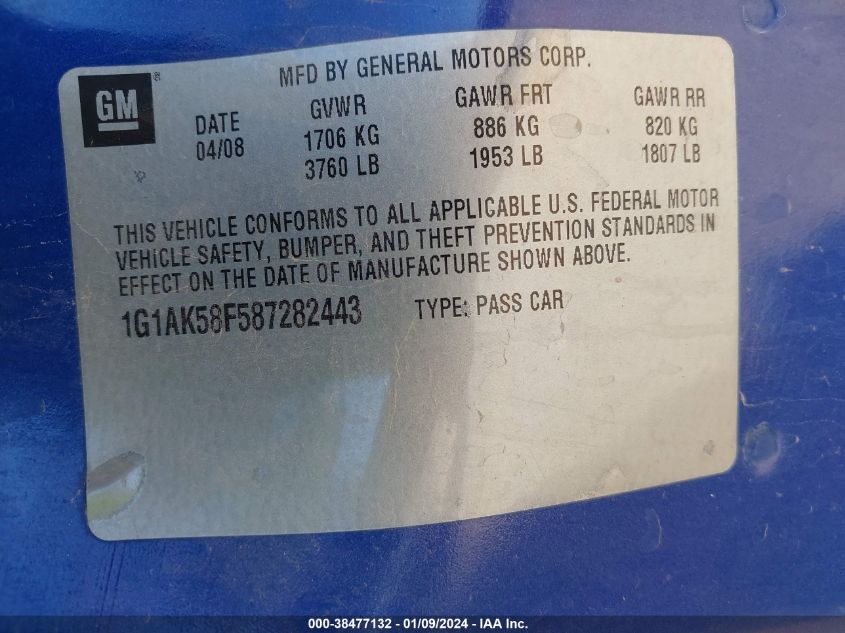 MFD BY GENERAL MOTORS CORP.
GM ®
DATE GVWR GAWR FRT GAWR RR
04/08 1706 KG 886 KG 820 KG
3760 LB 1953 LB 1807 LB
THIS VEHICLE CONFORMS TO ALL APPLICABLE U.S. FEDERAL MOTOR
VEHICLE SAFETY, BUMPER, AND THEFT PREVENTION STANDARDS IN
EFFECT ON THE DATE OF MANUFACTURE SHOWN ABOVE.
1G1AK58F587282443 TYPE: PASS CAR
000-38477132 - 01/09/2024 - IAA Inc.